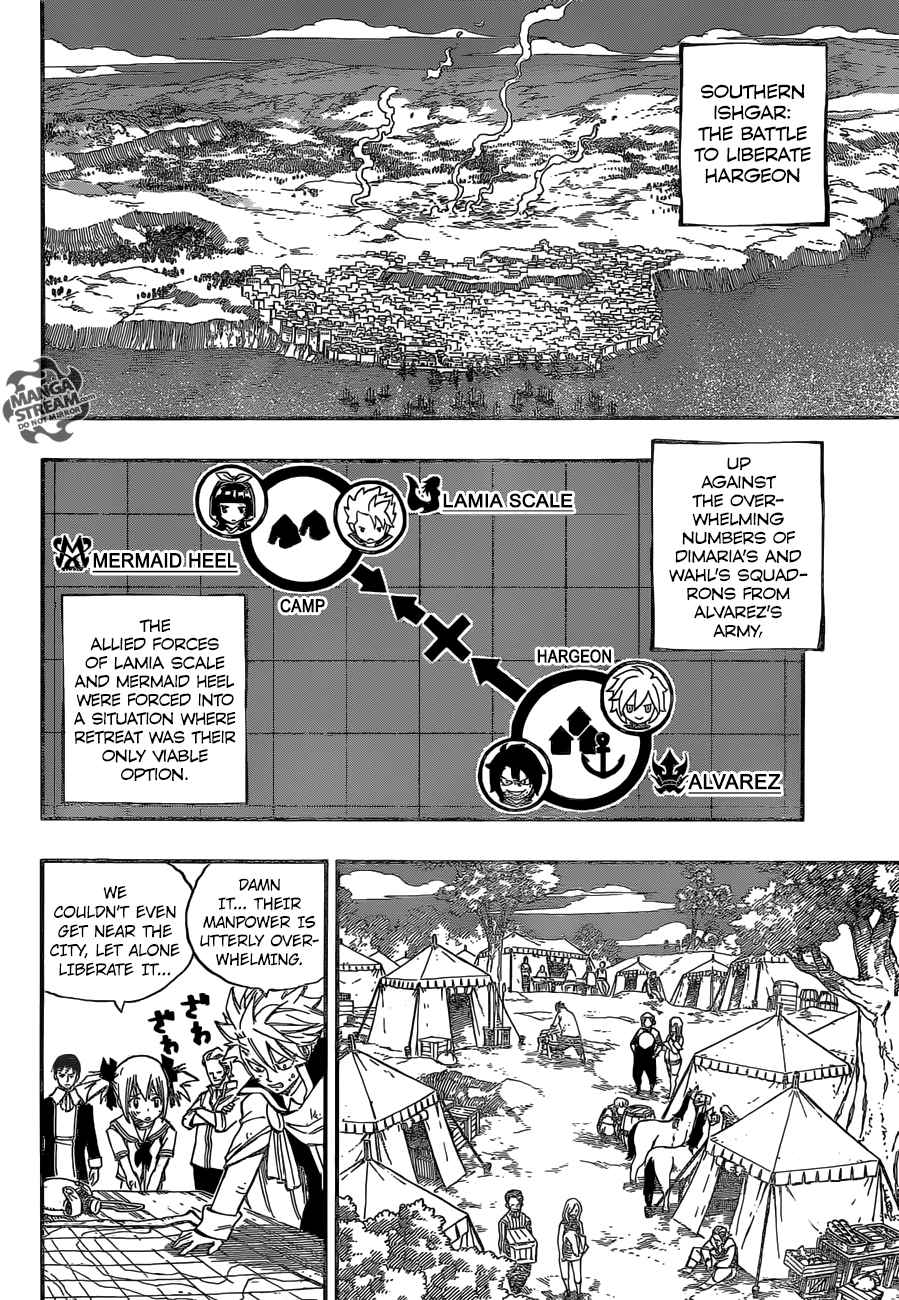 SOUTHERN
ISHGAR:
THE BATTLE
TO LIBERATE
HARGEON
MANGA
STREAM.COM
DO NOT MIRROR
UP
AGAINST
THE OVER-
WHELMING
NUMBERS OF
DIMARIA'S AND
WAHL'S SQUAD-
RONS FROM
ALVAREZ'S
ARMY,
LAMIA SCALE
MERMAID HEEL
CAMP
HARGEON
ALVAREZ
THE
ALLIED FORCES
OF LAMIA SCALE
AND MERMAID HEEL
WERE FORCED INTO
A SITUATION WHERE
RETREAT WAS THEIR
ONLY VIABLE
OPTION.
DAMN
IT... THEIR
MANPOWER IS
UTTERLY OVER-
WHELMING.
WE
COULDN'T EVEN
GET NEAR THE
CITY, LET ALONE
LIBERATE IT...
ざわ
ざわ